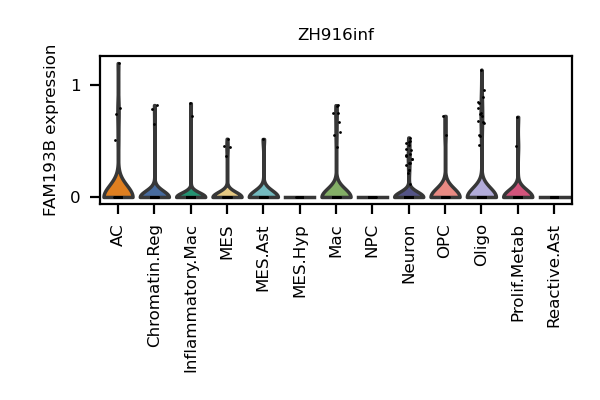 ZH916inf
FAM193B expression
1
0
AC
Chromatin.Reg
Inflammatory.Mac
MES
MES.Ast
MES.Hyp
Mac
NPC
Neuron
OPC
Oligo
Prolif.Metab
Reactive.Ast